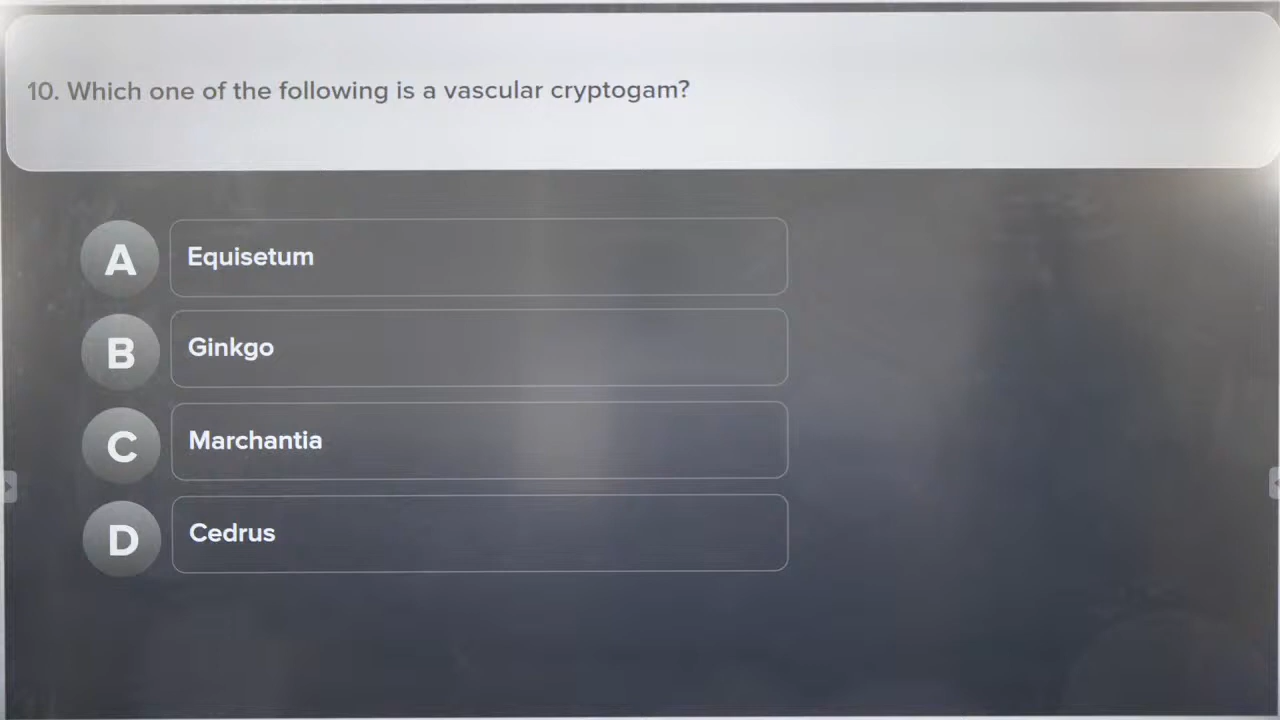 10. Which one of the following is a vascular cryptogam?
A Equisetum
B Ginkgo
C Marchantia
D Cedrus